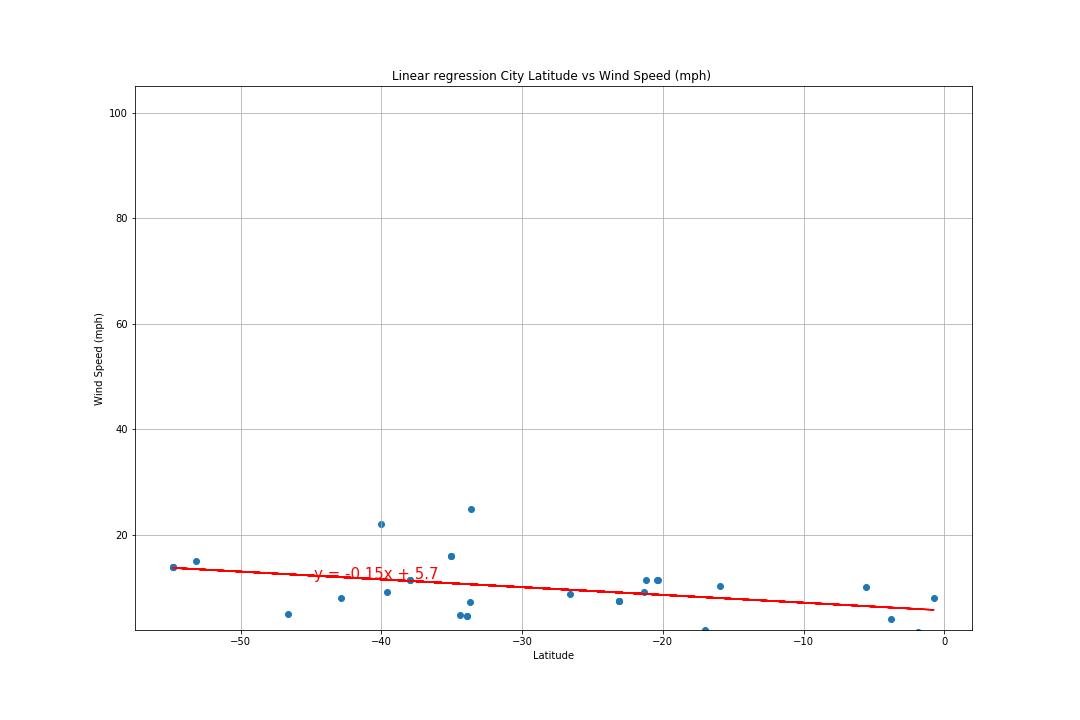 Linear regression City Latitude vs Wind Speed (mph)
Wind Speed (mph)
100
80
60
40
20
y = -0.15x + 5.7
−50
−40
−30
−20
−10
0
Latitude